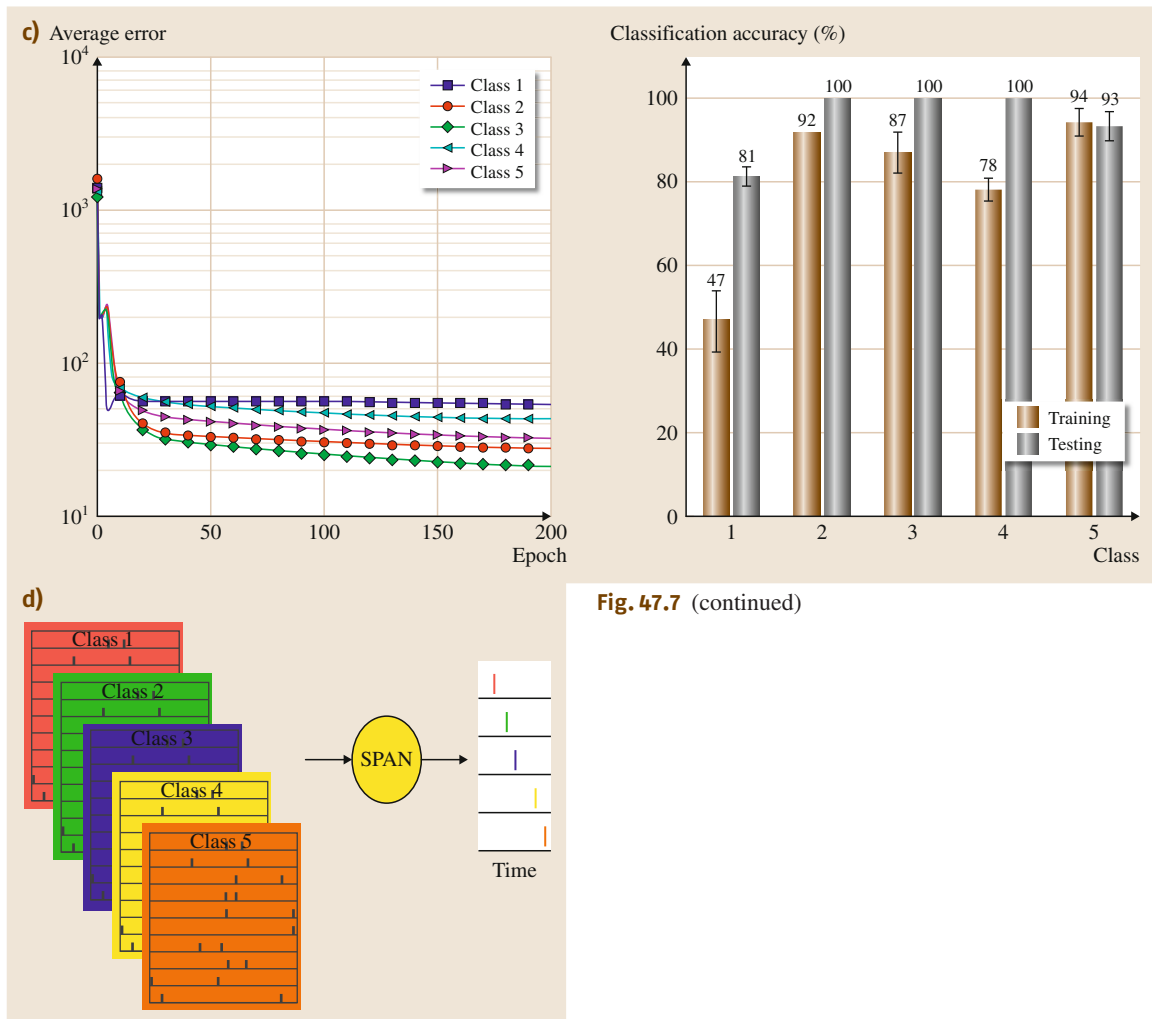 c) Average error
10^4
10^3
10^2
10^1
0
50
100
150
200
Epoch
Class 1
Class 2
Class 3
Class 4
Class 5
Classification accuracy (%)
100
80
60
40
20
0
47
81
92
100
87
100
78
100
94
93
Training
Testing
1
2
3
4
5
Class
d)
Fig. 47.7 (continued)
Class 1
Class 2
Class 3
Class 4
Class 5
SPAN
Time